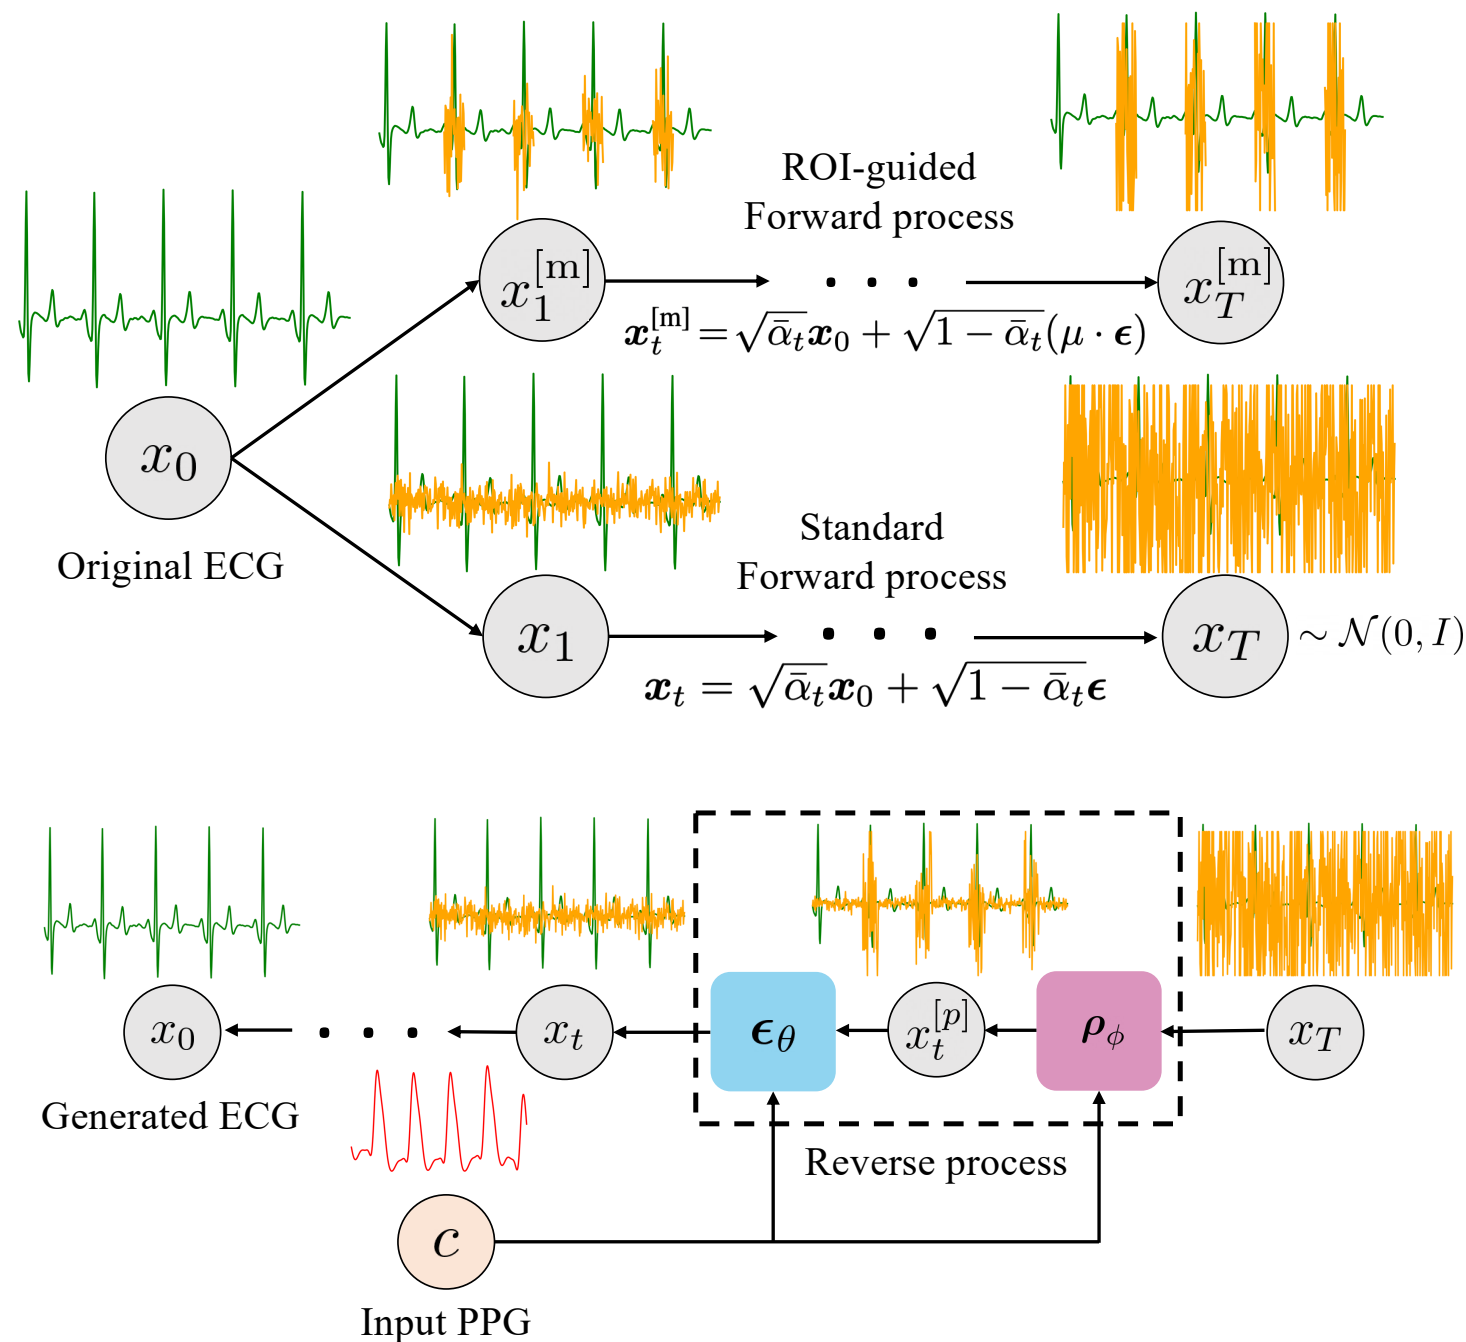 ROI-guided
Forward process
x_1^{[m]}
x_T^{[m]}
𝒙_t^{[m]} = √ᾱ_t 𝒙_0 + √(1 − ᾱ_t)(μ · ϵ)
x_0
Original ECG
Standard
Forward process
x_1
x_T ∼ 𝒩(0, I)
𝒙_t = √ᾱ_t 𝒙_0 + √(1 − ᾱ_t) ϵ
x_0
x_t
ϵ_θ
x_t^{[p]}
ρ_ϕ
x_T
Generated ECG
Reverse process
c
Input PPG